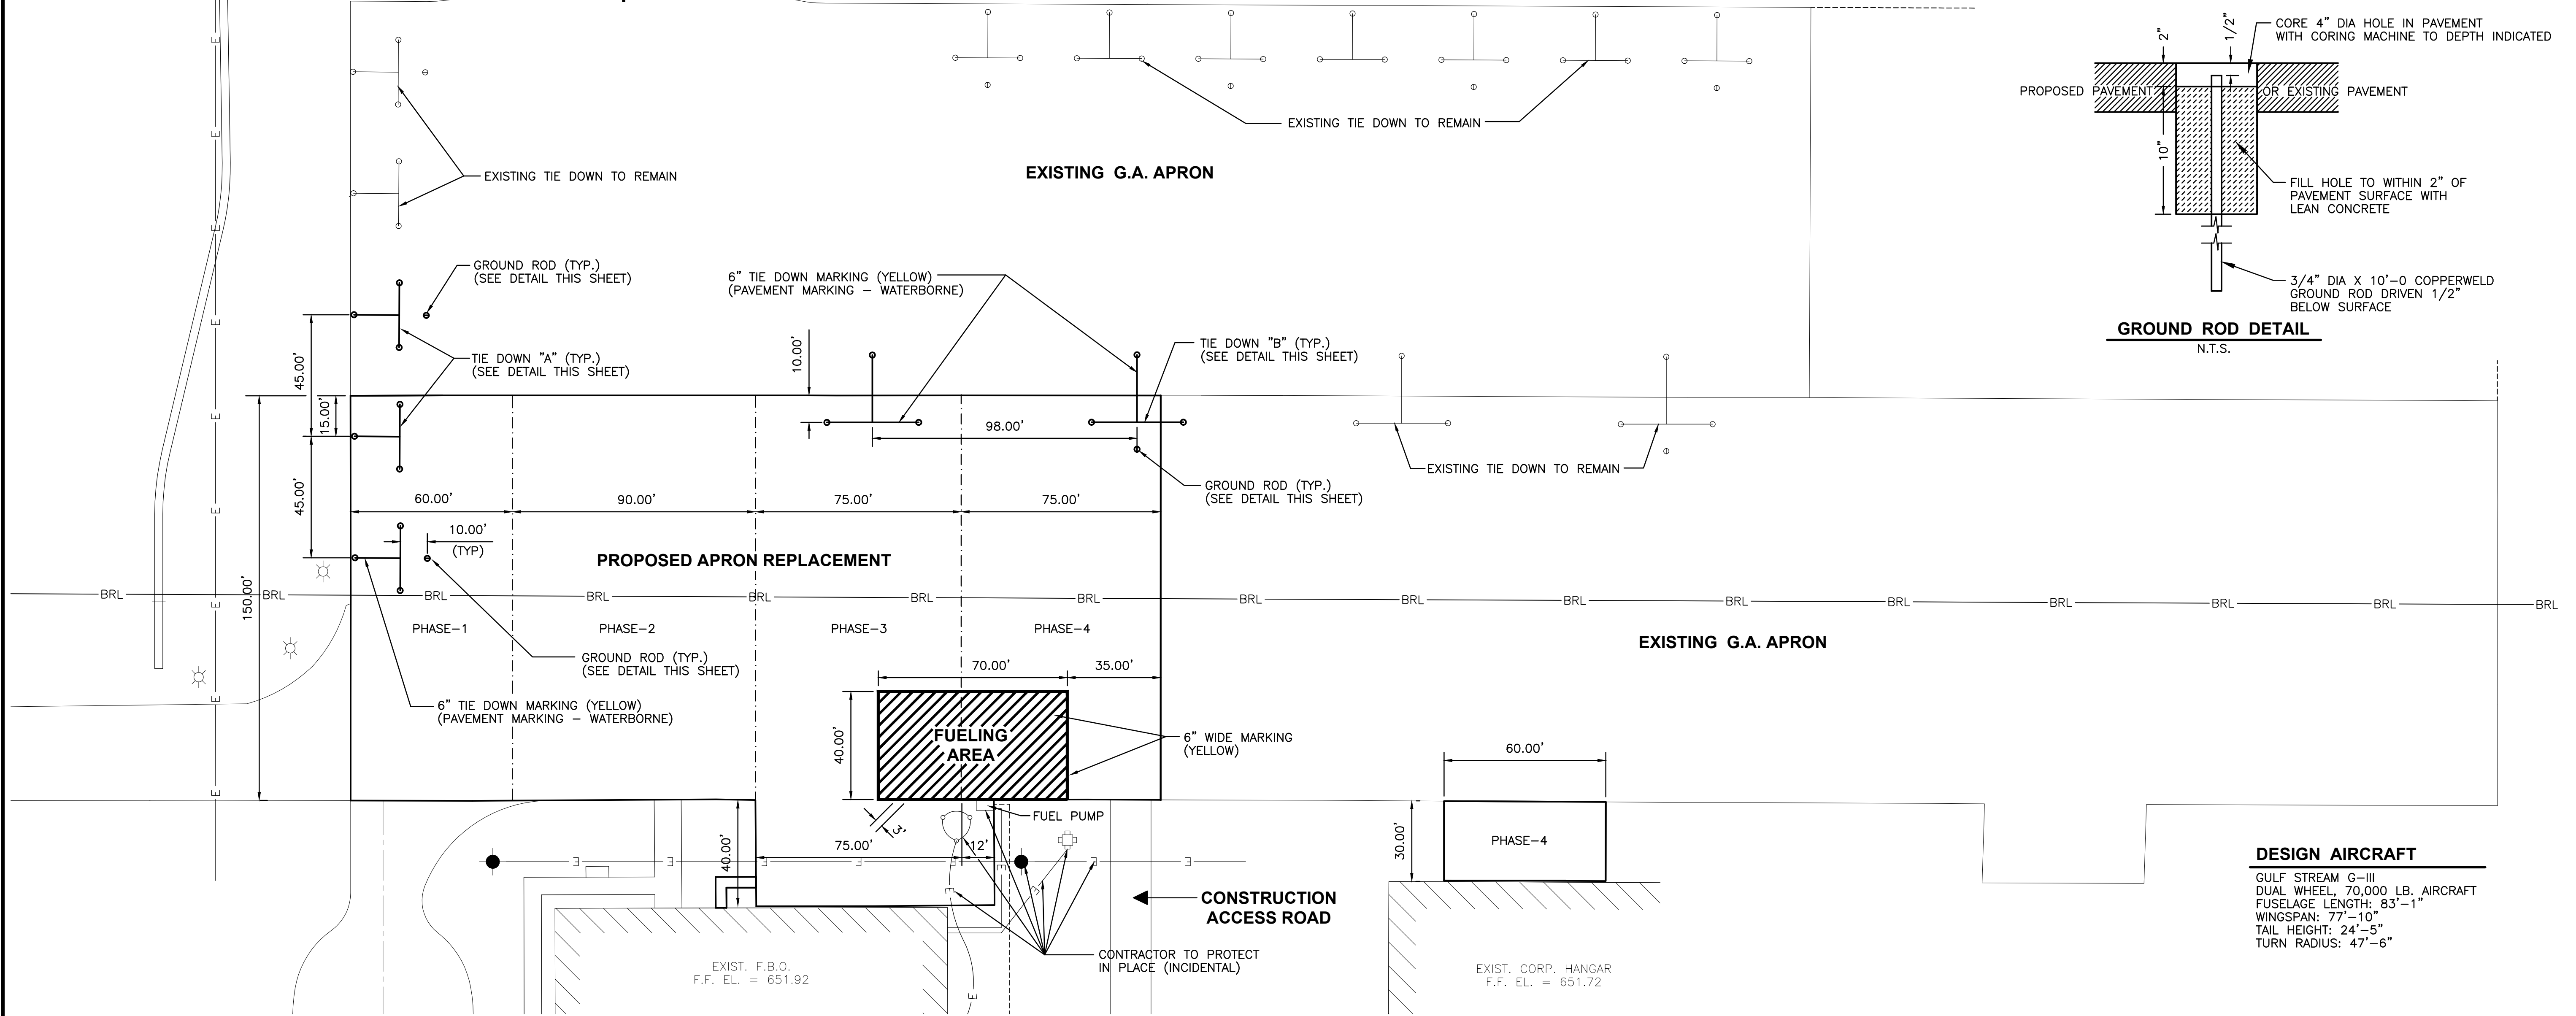 CORE 4" DIA HOLE IN PAVEMENT
WITH CORING MACHINE TO DEPTH INDICATED
2"
1/2"
PROPOSED PAVEMENT
OR EXISTING PAVEMENT
10"
FILL HOLE TO WITHIN 2" OF
PAVEMENT SURFACE WITH
LEAN CONCRETE
3/4" DIA X 10'-0 COPPERWELD
GROUND ROD DRIVEN 1/2"
BELOW SURFACE
GROUND ROD DETAIL
N.T.S.
EXISTING TIE DOWN TO REMAIN
EXISTING G.A. APRON
EXISTING TIE DOWN TO REMAIN
GROUND ROD (TYP.)
(SEE DETAIL THIS SHEET)
6" TIE DOWN MARKING (YELLOW)
(PAVEMENT MARKING - WATERBORNE)
TIE DOWN "A" (TYP.)
(SEE DETAIL THIS SHEET)
TIE DOWN "B" (TYP.)
(SEE DETAIL THIS SHEET)
45.00'
15.00'
10.00'
98.00'
EXISTING TIE DOWN TO REMAIN
GROUND ROD (TYP.)
(SEE DETAIL THIS SHEET)
45.00'
60.00'
90.00'
75.00'
75.00'
10.00'
(TYP)
PROPOSED APRON REPLACEMENT
150.00'
BRL BRL BRL BRL BRL BRL BRL BRL BRL BRL BRL BRL BRL BRL BRL BRL
PHASE-1
PHASE-2
PHASE-3
PHASE-4
EXISTING G.A. APRON
GROUND ROD (TYP.)
(SEE DETAIL THIS SHEET)
70.00'
35.00'
6" TIE DOWN MARKING (YELLOW)
(PAVEMENT MARKING - WATERBORNE)
40.00'
FUELING
AREA
6" WIDE MARKING
(YELLOW)
60.00'
FUEL PUMP
3'
40.00'
75.00'
12'
30.00'
PHASE-4
E E E E E E E E E E E E E E E E E E E
CONSTRUCTION
ACCESS ROAD
CONTRACTOR TO PROTECT
IN PLACE (INCIDENTAL)
EXIST. F.B.O.
F.F. EL. = 651.92
EXIST. CORP. HANGAR
F.F. EL. = 651.72
DESIGN AIRCRAFT
GULF STREAM G-III
DUAL WHEEL, 70,000 LB. AIRCRAFT
FUSELAGE LENGTH: 83'-1"
WINGSPAN: 77'-10"
TAIL HEIGHT: 24'-5"
TURN RADIUS: 47'-6"